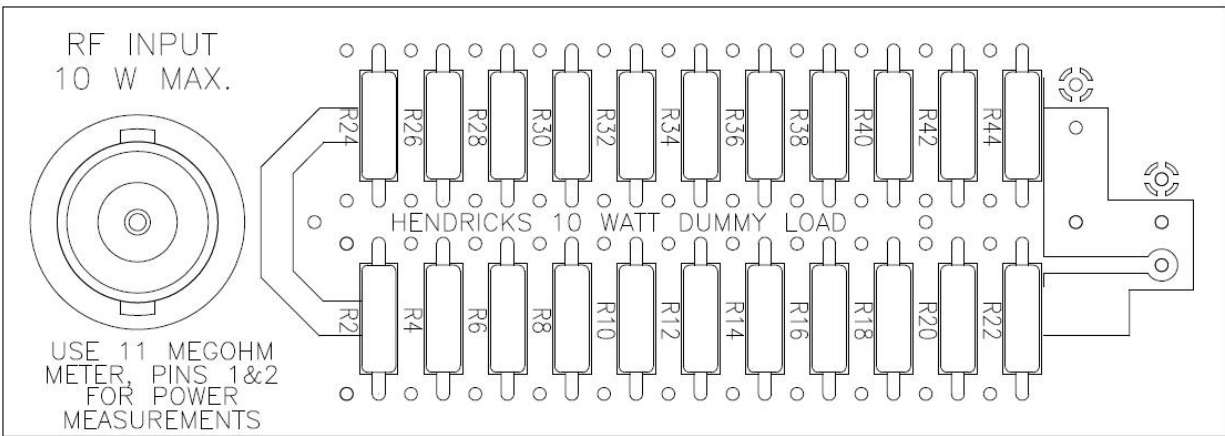 RF INPUT
10 W MAX.
R24 R26 R28 R30 R32 R34 R36 R38 R40 R42 R44
HENDRICKS 10 WATT DUMMY LOAD
R2 R4 R6 R8 R10 R12 R14 R16 R18 R20 R22
USE 11 MEGOHM
METER, PINS 1&2
FOR POWER
MEASUREMENTS